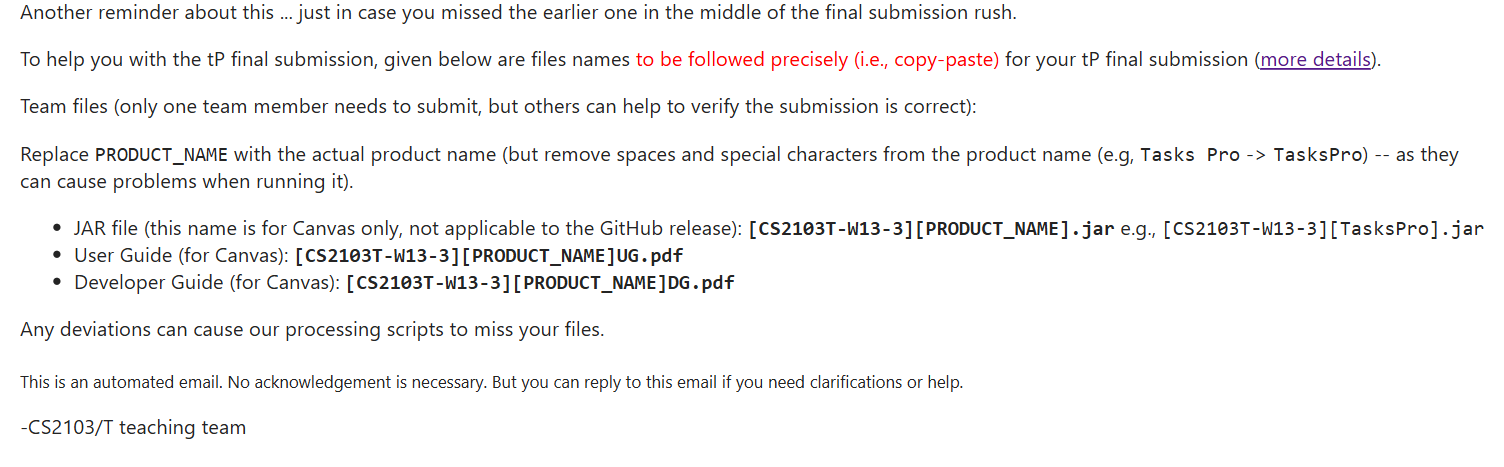 Another reminder about this ... just in case you missed the earlier one in the middle of the final submission rush.
To help you with the tP final submission, given below are files names to be followed precisely (i.e., copy-paste) for your tP final submission (more details).
Team files (only one team member needs to submit, but others can help to verify the submission is correct):
Replace PRODUCT_NAME with the actual product name (but remove spaces and special characters from the product name (e.g, Tasks Pro -> TasksPro) -- as they
can cause problems when running it).
• JAR file (this name is for Canvas only, not applicable to the GitHub release): [CS2103T-W13-3][PRODUCT_NAME].jar e.g., [CS2103T-W13-3][TasksPro].jar
• User Guide (for Canvas): [CS2103T-W13-3][PRODUCT_NAME]UG.pdf
• Developer Guide (for Canvas): [CS2103T-W13-3][PRODUCT_NAME]DG.pdf
Any deviations can cause our processing scripts to miss your files.
This is an automated email. No acknowledgement is necessary. But you can reply to this email if you need clarifications or help.
-CS2103/T teaching team